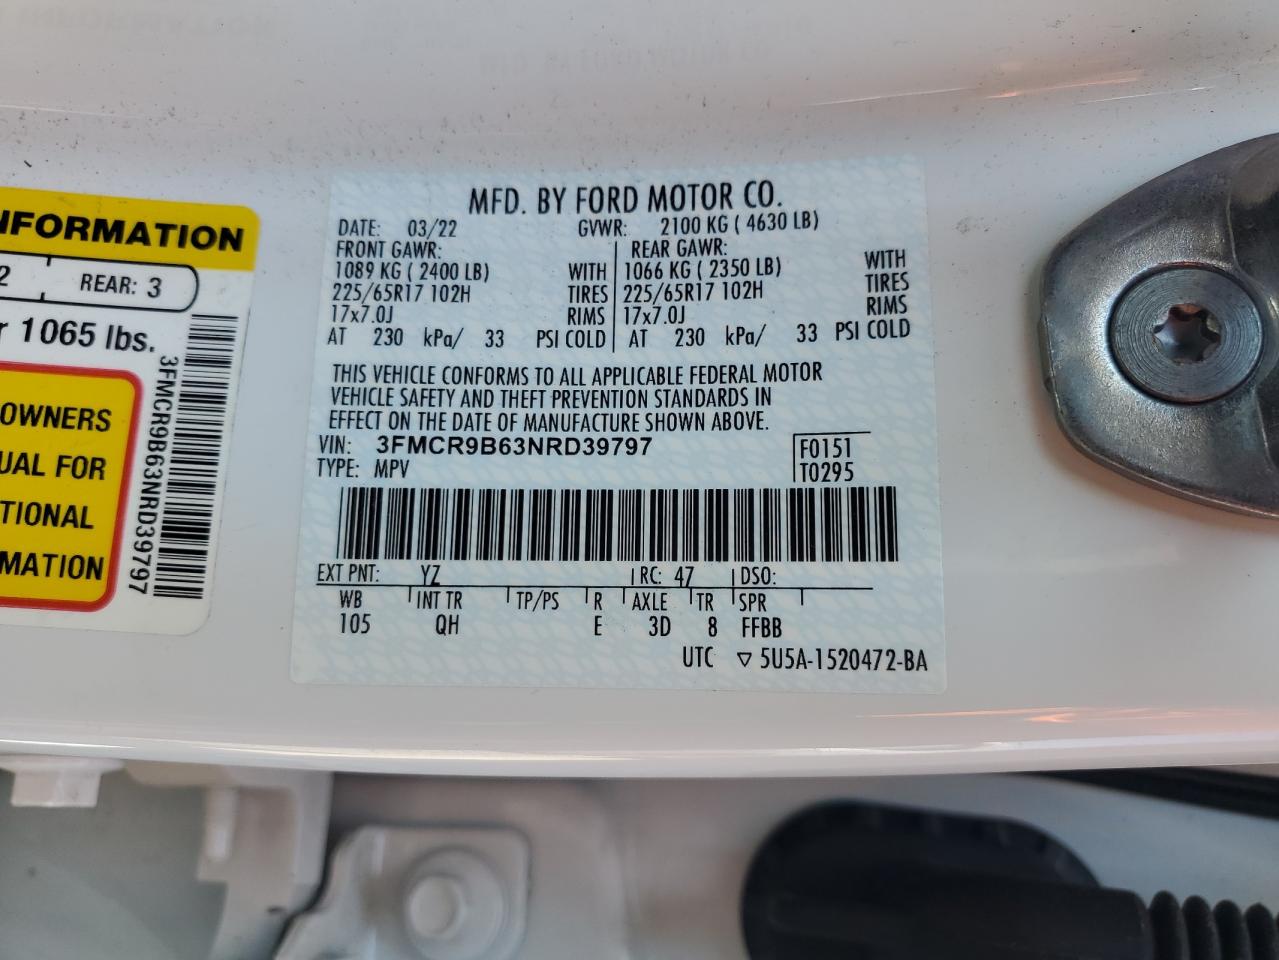 NFORMATION
2 REAR: 3
r 1065 lbs.
OWNERS
UAL FOR
TIONAL
MATION
3FMCR9B63NRD39797
MFD. BY FORD MOTOR CO.
DATE: 03/22 GVWR: 2100 KG ( 4630 LB)
FRONT GAWR: REAR GAWR:
1089 KG ( 2400 LB) WITH 1066 KG ( 2350 LB) WITH
225/65R17 102H TIRES 225/65R17 102H TIRES
17x7.0J RIMS 17x7.0J RIMS
AT 230 kPa/ 33 PSI COLD AT 230 kPa/ 33 PSI COLD
THIS VEHICLE CONFORMS TO ALL APPLICABLE FEDERAL MOTOR
VEHICLE SAFETY AND THEFT PREVENTION STANDARDS IN
EFFECT ON THE DATE OF MANUFACTURE SHOWN ABOVE.
VIN: 3FMCR9B63NRD39797 F0151
TYPE: MPV T0295
EXT PNT: YZ RC: 47 DSO:
WB INT TR TP/PS R AXLE TR SPR
105 QH E 3D 8 FFBB
UTC ▽ 5U5A-1520472-BA